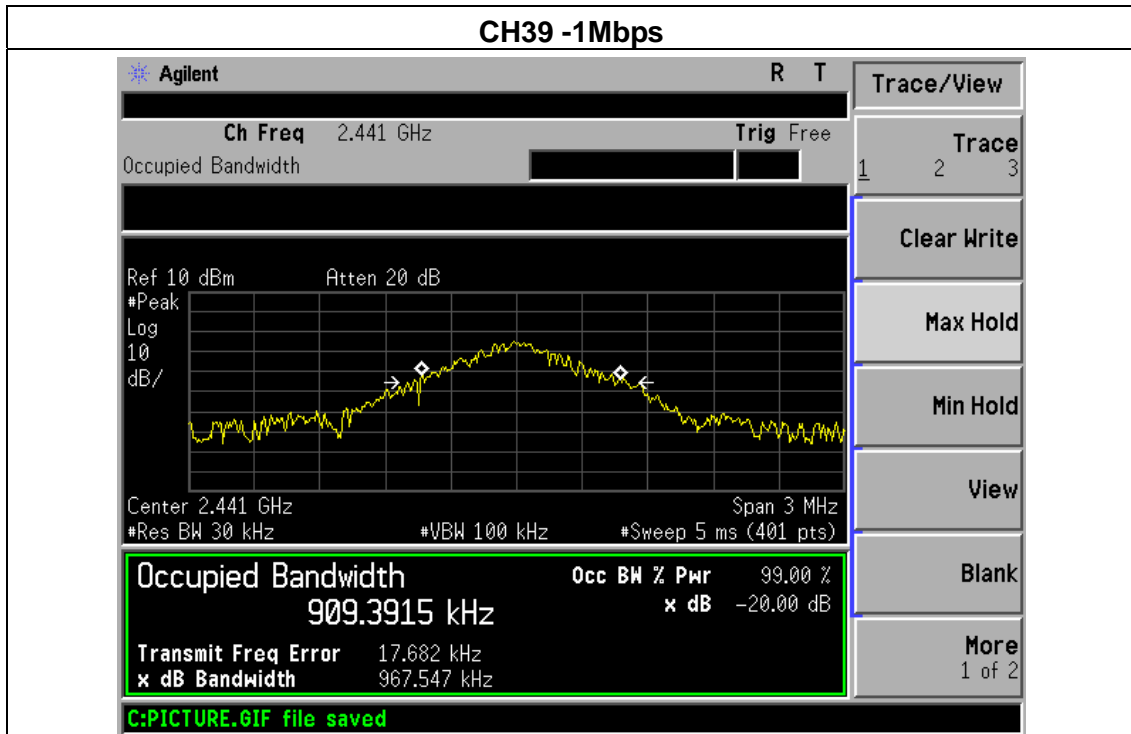 CH39 -1Mbps
Agilent R T
Trace/View
Ch Freq 2.441 GHz Trig Free
Occupied Bandwidth
Trace
1 2 3
Clear Write
Max Hold
Min Hold
View
Blank
More
1 of 2
Ref 10 dBm Atten 20 dB
#Peak
Log
10
dB/
Center 2.441 GHz Span 3 MHz
#Res BW 30 kHz #VBW 100 kHz #Sweep 5 ms (401 pts)
Occupied Bandwidth Occ BW % Pwr 99.00 %
909.3915 kHz x dB -20.00 dB
Transmit Freq Error 17.682 kHz
x dB Bandwidth 967.547 kHz
C:PICTURE.GIF file saved